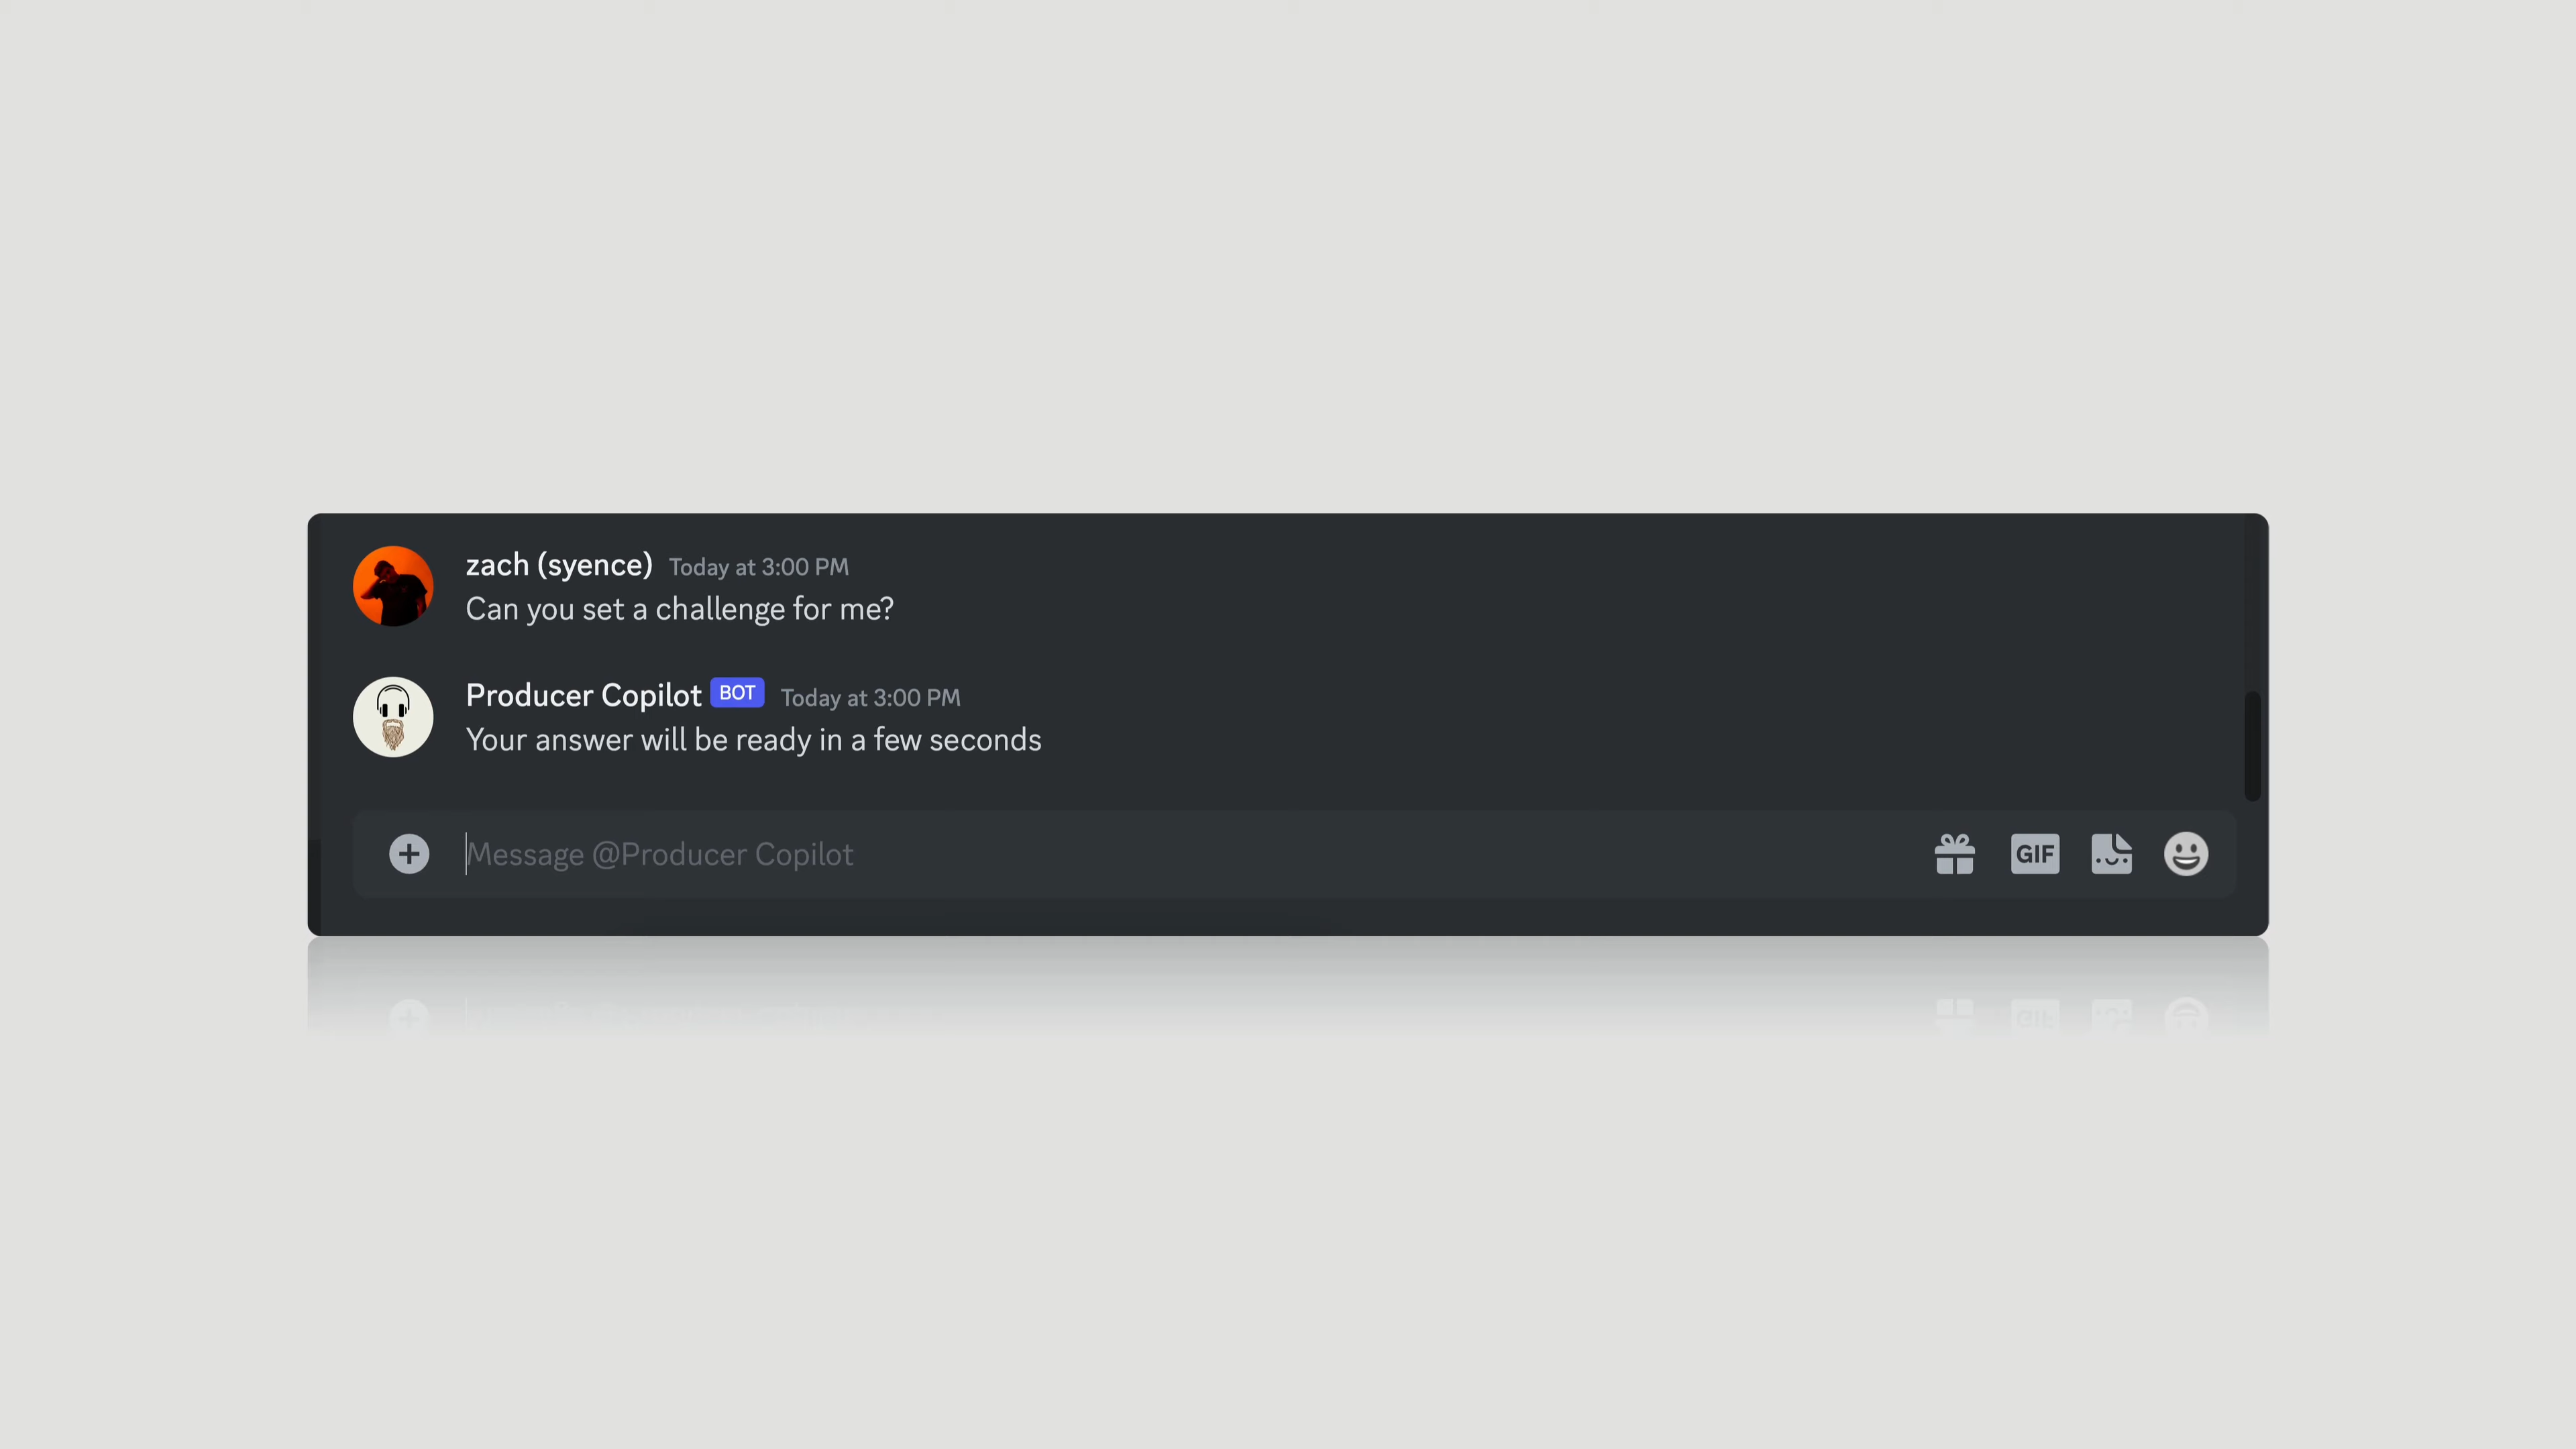 zach (syence) Today at 3:00 PM
Can you set a challenge for me?
Producer Copilot BOT Today at 3:00 PM
Your answer will be ready in a few seconds
Message @Producer Copilot
GIF